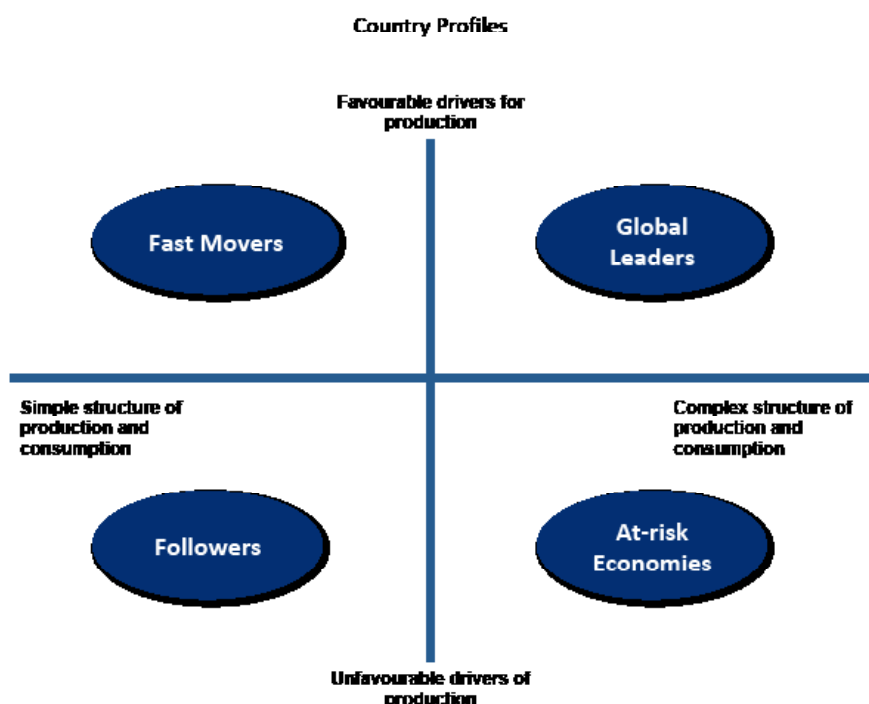 Country Profiles
Favourable drivers for
production
Fast Movers
Global
Leaders
Simple structure of
production and
consumption
Complex structure of
production and
consumption
Followers
At-risk
Economies
Unfavourable drivers of
production